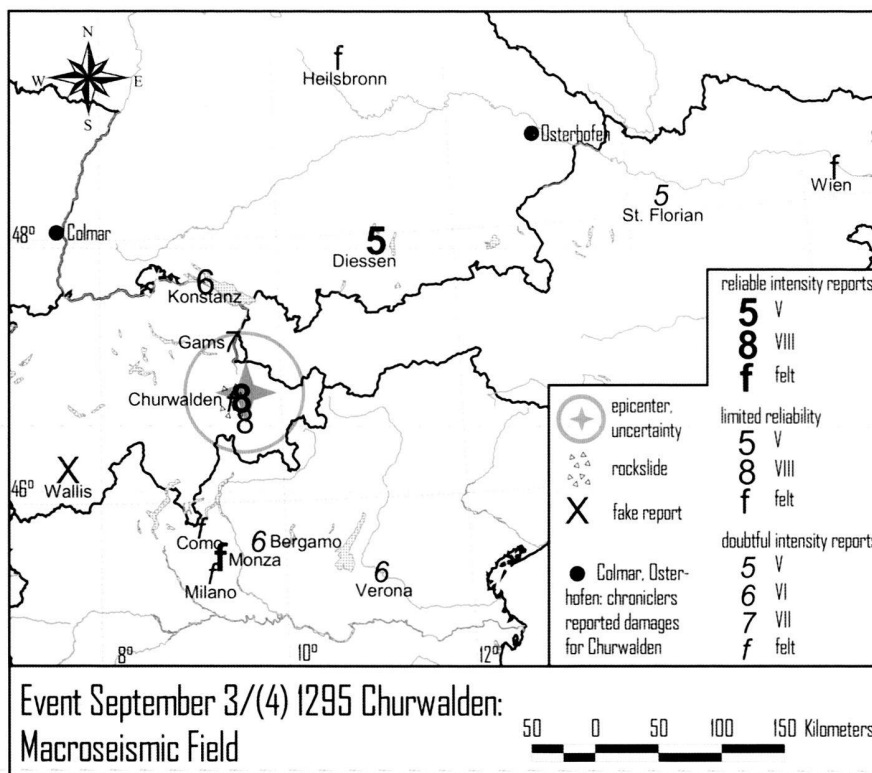 N
W E
S
f
Heilsbronn
Osterhofen
f
Wien
5
St. Florian
Colmar
48°
5
Diessen
6
Konstanz
Gams 7
Churwalden 8
8
X
46° Wallis
f
Como
6 Bergamo
f Monza
f
Milano
6
Verona
8° 10° 12°
reliable intensity reports
5 V
8 VIII
f felt
limited reliability
5 V
8 VIII
f felt
doubtful intensity reports
5 V
6 VI
7 VII
f felt
epicenter,
uncertainty
rockslide
X fake report
Colmar, Oster-
hofen: chroniclers
reported damages
for Churwalden
Event September 3/(4) 1295 Churwalden:
Macroseismic Field
50 0 50 100 150 Kilometers